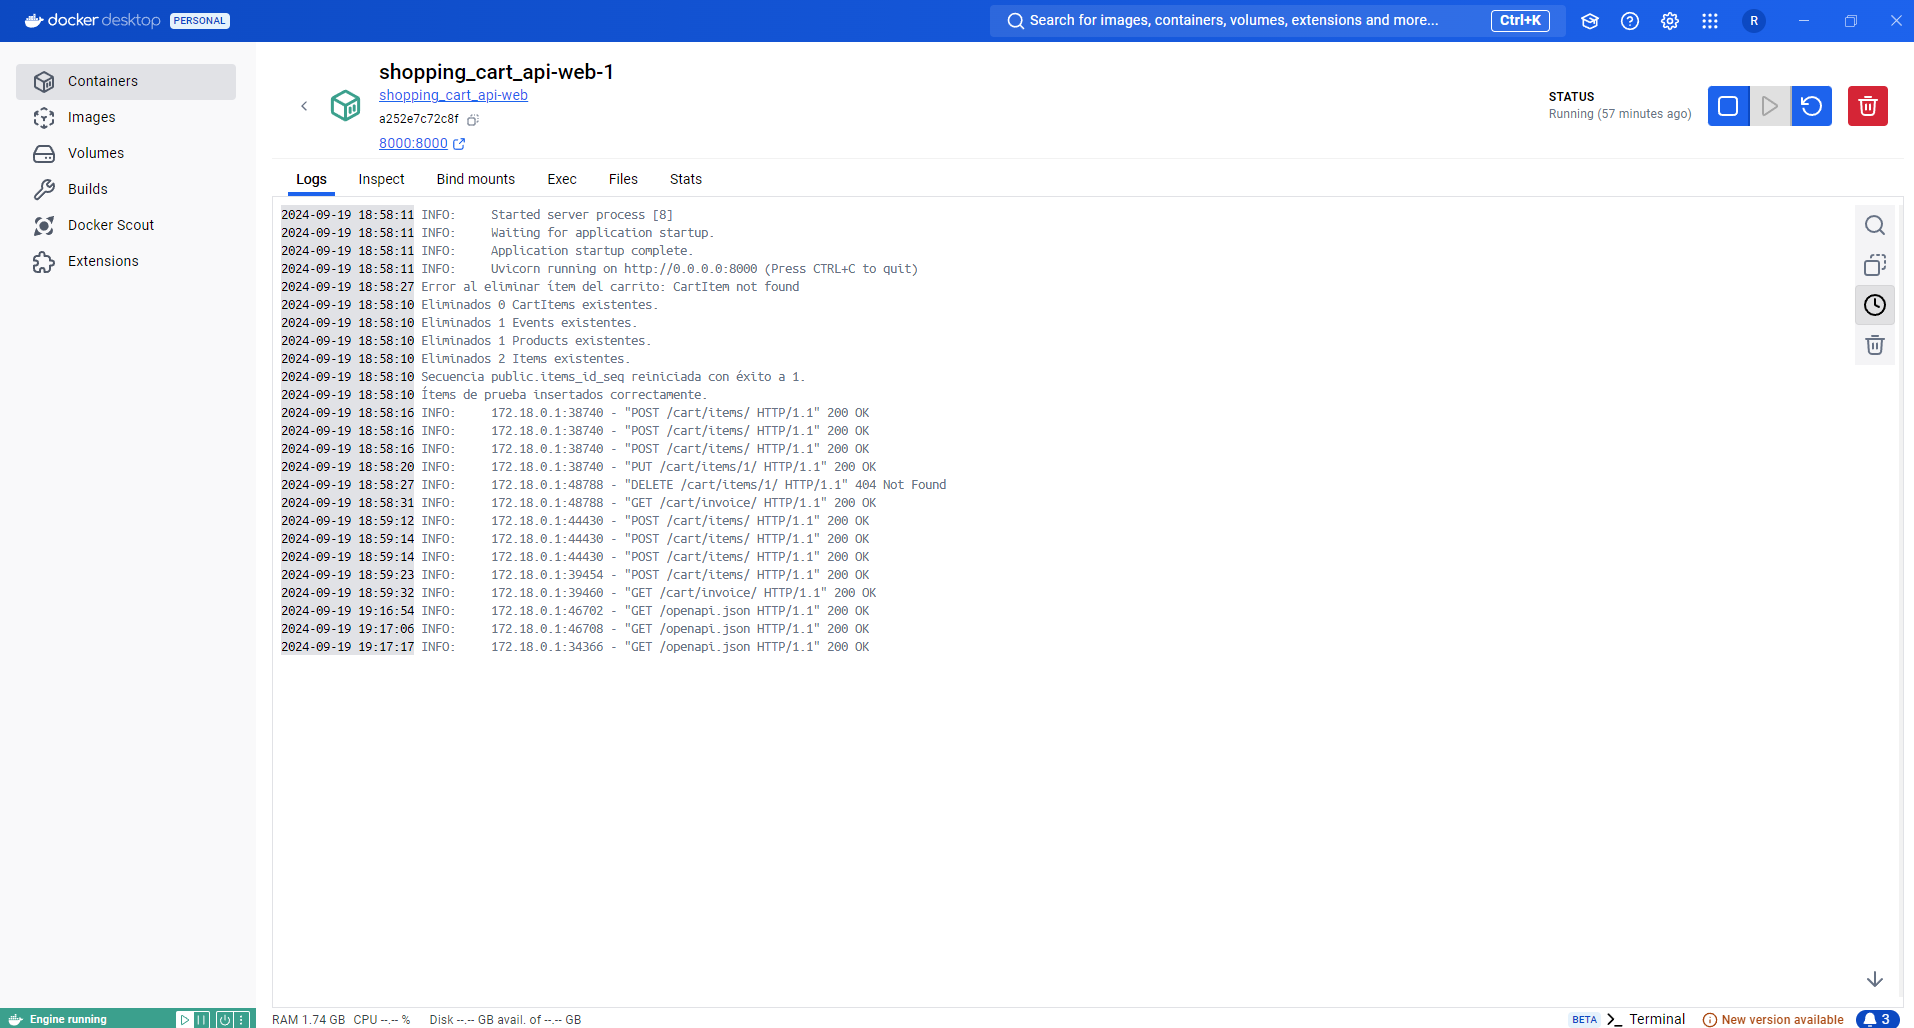 docker desktop PERSONAL
Search for images, containers, volumes, extensions and more... Ctrl+K
R
Containers
Images
Volumes
Builds
Docker Scout
Extensions
shopping_cart_api-web-1
shopping_cart_api-web
a252e7c72c8f
8000:8000
STATUS
Running (57 minutes ago)
Logs Inspect Bind mounts Exec Files Stats
2024-09-19 18:58:11 INFO:     Started server process [8]
2024-09-19 18:58:11 INFO:     Waiting for application startup.
2024-09-19 18:58:11 INFO:     Application startup complete.
2024-09-19 18:58:11 INFO:     Uvicorn running on http://0.0.0.0:8000 (Press CTRL+C to quit)
2024-09-19 18:58:27 Error al eliminar ítem del carrito: CartItem not found
2024-09-19 18:58:10 Eliminados 0 CartItems existentes.
2024-09-19 18:58:10 Eliminados 1 Events existentes.
2024-09-19 18:58:10 Eliminados 1 Products existentes.
2024-09-19 18:58:10 Eliminados 2 Items existentes.
2024-09-19 18:58:10 Secuencia public.items_id_seq reiniciada con éxito a 1.
2024-09-19 18:58:10 Ítems de prueba insertados correctamente.
2024-09-19 18:58:16 INFO:     172.18.0.1:38740 - "POST /cart/items/ HTTP/1.1" 200 OK
2024-09-19 18:58:16 INFO:     172.18.0.1:38740 - "POST /cart/items/ HTTP/1.1" 200 OK
2024-09-19 18:58:16 INFO:     172.18.0.1:38740 - "POST /cart/items/ HTTP/1.1" 200 OK
2024-09-19 18:58:20 INFO:     172.18.0.1:38740 - "PUT /cart/items/1/ HTTP/1.1" 200 OK
2024-09-19 18:58:27 INFO:     172.18.0.1:48788 - "DELETE /cart/items/1/ HTTP/1.1" 404 Not Found
2024-09-19 18:58:31 INFO:     172.18.0.1:48788 - "GET /cart/invoice/ HTTP/1.1" 200 OK
2024-09-19 18:59:12 INFO:     172.18.0.1:44430 - "POST /cart/items/ HTTP/1.1" 200 OK
2024-09-19 18:59:14 INFO:     172.18.0.1:44430 - "POST /cart/items/ HTTP/1.1" 200 OK
2024-09-19 18:59:14 INFO:     172.18.0.1:44430 - "POST /cart/items/ HTTP/1.1" 200 OK
2024-09-19 18:59:23 INFO:     172.18.0.1:39454 - "POST /cart/items/ HTTP/1.1" 200 OK
2024-09-19 18:59:32 INFO:     172.18.0.1:39460 - "GET /cart/invoice/ HTTP/1.1" 200 OK
2024-09-19 19:16:54 INFO:     172.18.0.1:46702 - "GET /openapi.json HTTP/1.1" 200 OK
2024-09-19 19:17:06 INFO:     172.18.0.1:46708 - "GET /openapi.json HTTP/1.1" 200 OK
2024-09-19 19:17:17 INFO:     172.18.0.1:34366 - "GET /openapi.json HTTP/1.1" 200 OK
Engine running
RAM 1.74 GB CPU --.-- % Disk --.-- GB avail. of --.-- GB
BETA >_ Terminal New version available 3